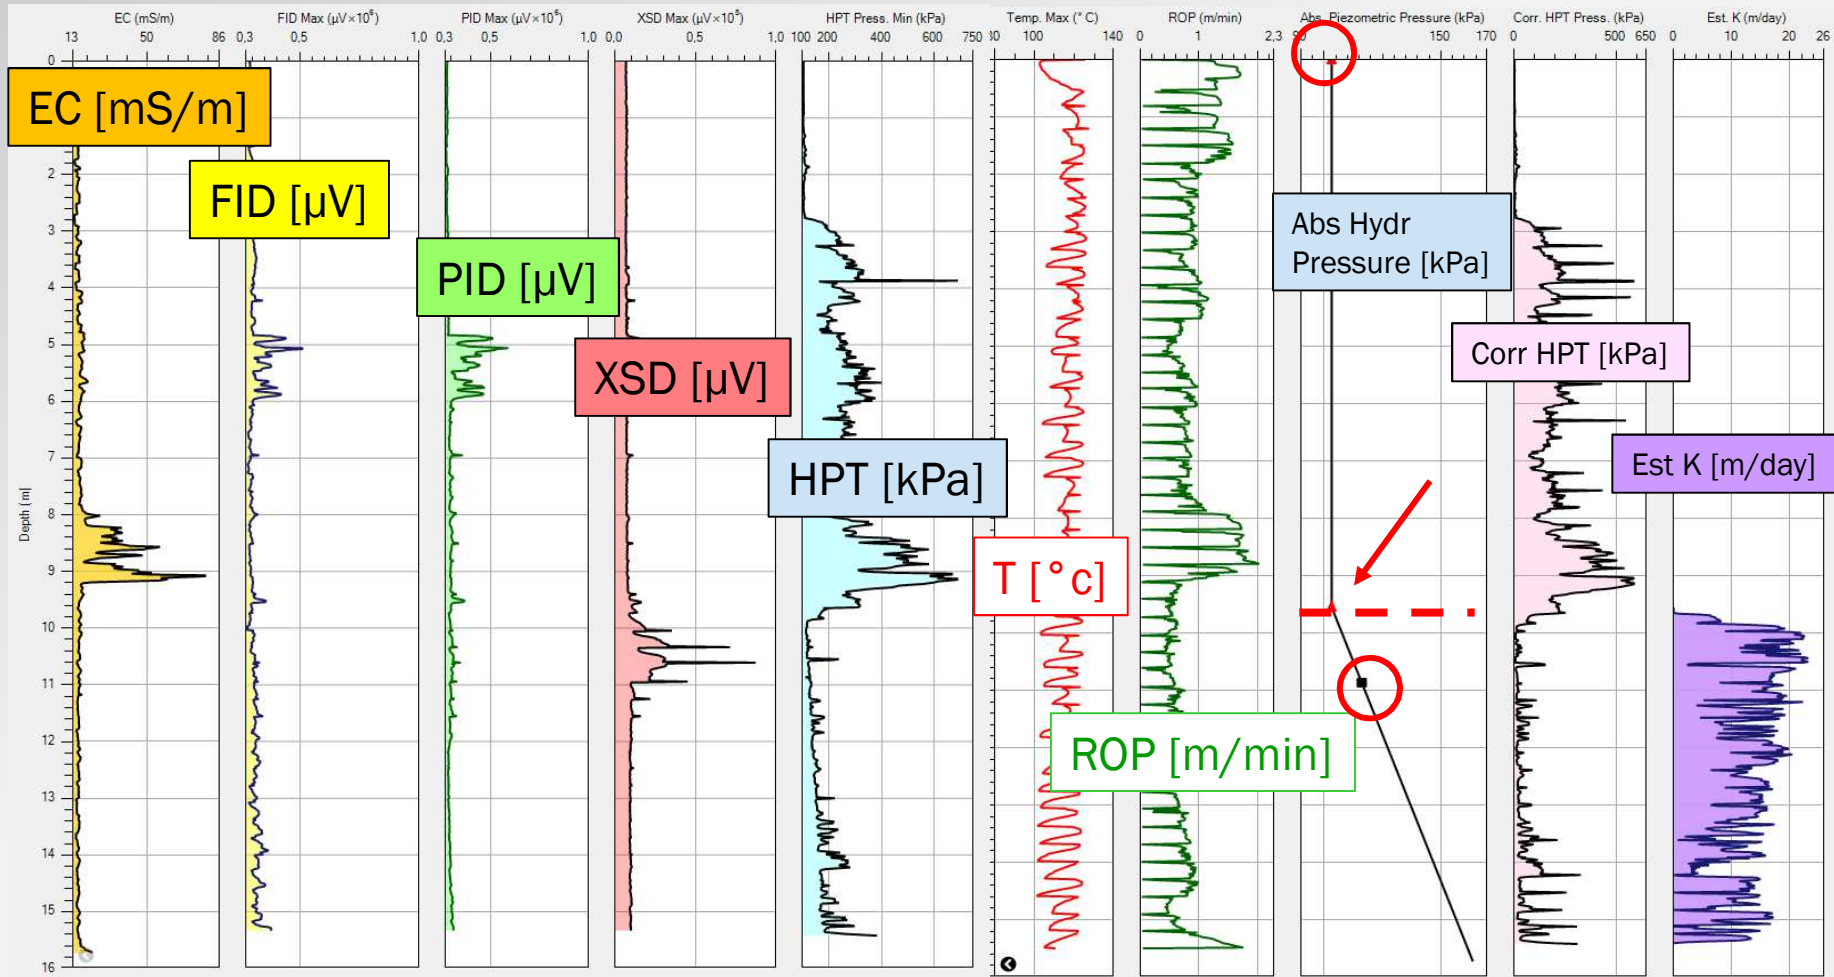 EC (mS/m)
FID Max (µV×10⁶)
PID Max (µV×10⁶)
XSD Max (µV×10⁵)
HPT Press. Min (kPa)
Temp. Max (° C)
ROP (m/min)
Abs. Piezometric Pressure (kPa)
Corr. HPT Press. (kPa)
Est. K (m/day)
13 50 86
0,3 0,5 1,0
0,3 0,5 1,0
0,0 0,5 1,0
100 200 400 600 750
100 140
0 1 2.3
150 170
0 500 650
0 10 20 26
EC [mS/m]
FID [µV]
PID [µV]
XSD [µV]
HPT [kPa]
T [°c]
ROP [m/min]
Abs Hydr
Pressure [kPa]
Corr HPT [kPa]
Est K [m/day]
Depth [m]
0
2
3
4
5
6
7
8
9
10
11
12
13
14
15
16